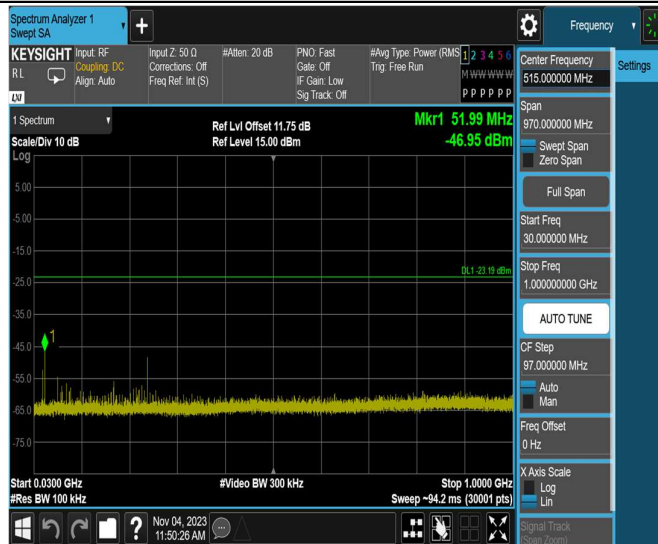 Spectrum Analyzer 1
Swept SA
Frequency
KEYSIGHT
RL
LXI
Input: RF
Coupling: DC
Align: Auto
Input Z: 50 Ω
Corrections: Off
Freq Ref: Int (S)
#Atten: 20 dB
PNO: Fast
Gate: Off
IF Gain: Low
Sig Track: Off
#Avg Type: Power (RMS
Trig: Free Run
1 2 3 4 5 6
M W W W W W
P P P P P P
1 Spectrum
Scale/Div 10 dB
Log
Ref Lvl Offset 11.75 dB
Ref Level 15.00 dBm
Mkr1 51.99 MHz
-46.95 dBm
5.00
-5.00
-15.0
-25.0
-35.0
-45.0
-55.0
-65.0
-75.0
DL1 -23.19 dBm
1
Start 0.0300 GHz
#Res BW 100 kHz
#Video BW 300 kHz
Stop 1.0000 GHz
Sweep ~94.2 ms (30001 pts)
Nov 04, 2023
11:50:26 AM
Center Frequency
515.000000 MHz
Settings
Span
970.000000 MHz
Swept Span
Zero Span
Full Span
Start Freq
30.000000 MHz
Stop Freq
1.000000000 GHz
AUTO TUNE
CF Step
97.000000 MHz
Auto
Man
Freq Offset
0 Hz
X Axis Scale
Log
Lin
Signal Track
(Span Zoom)